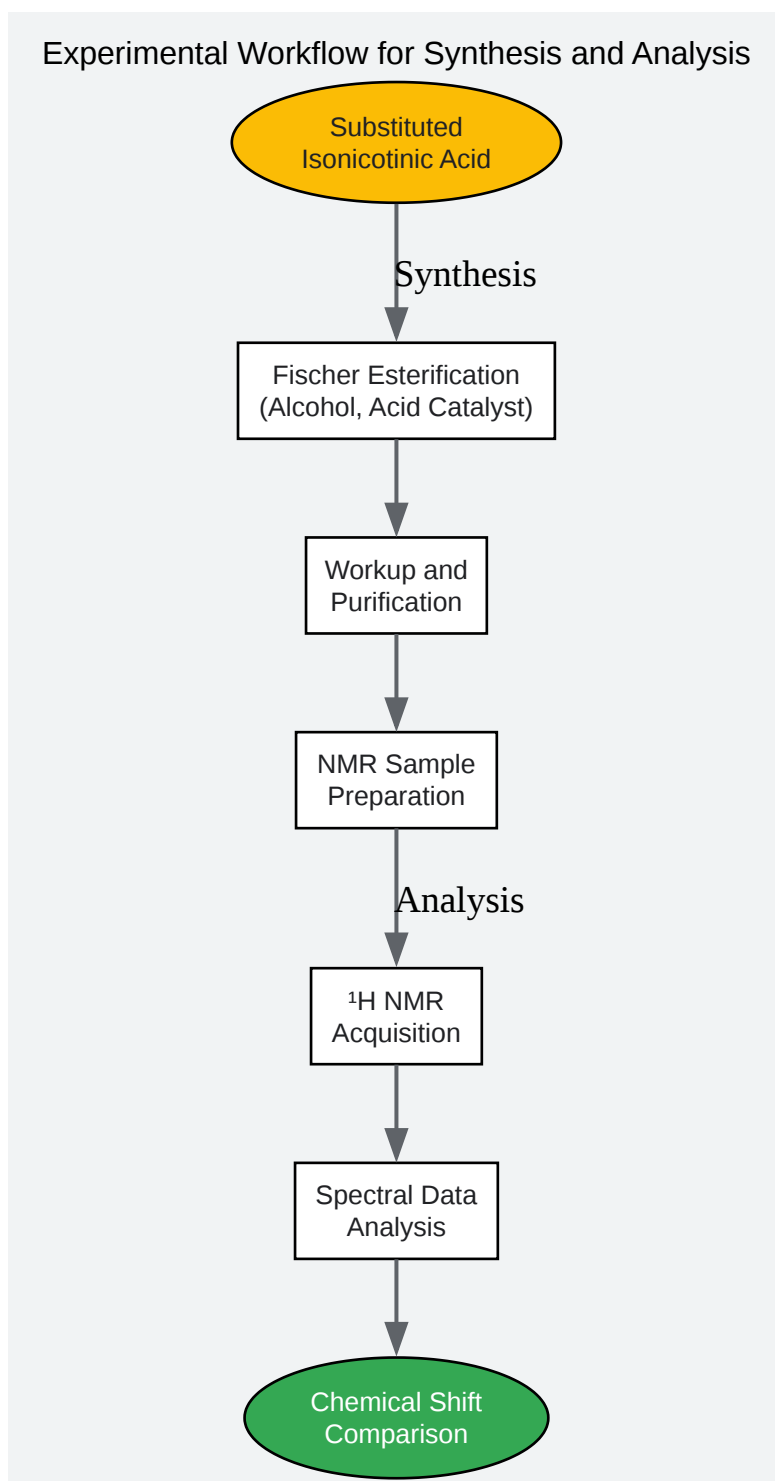 Experimental Workflow for Synthesis and Analysis
Substituted
Isonicotinic Acid
Synthesis
Fischer Esterification
(Alcohol, Acid Catalyst)
Workup and
Purification
NMR Sample
Preparation
Analysis
¹H NMR
Acquisition
Spectral Data
Analysis
Chemical Shift
Comparison